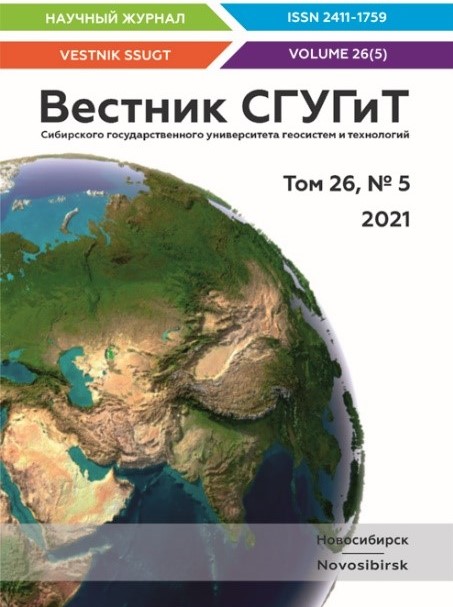 НАУЧНЫЙ ЖУРНАЛ
ISSN 2411-1759
VESTNIK SSUGT
VOLUME 26(5)
Вестник СГУГиТ
Сибирского государственного университета геосистем и технологий
Том 26, № 5
2021
Новосибирск
Novosibirsk